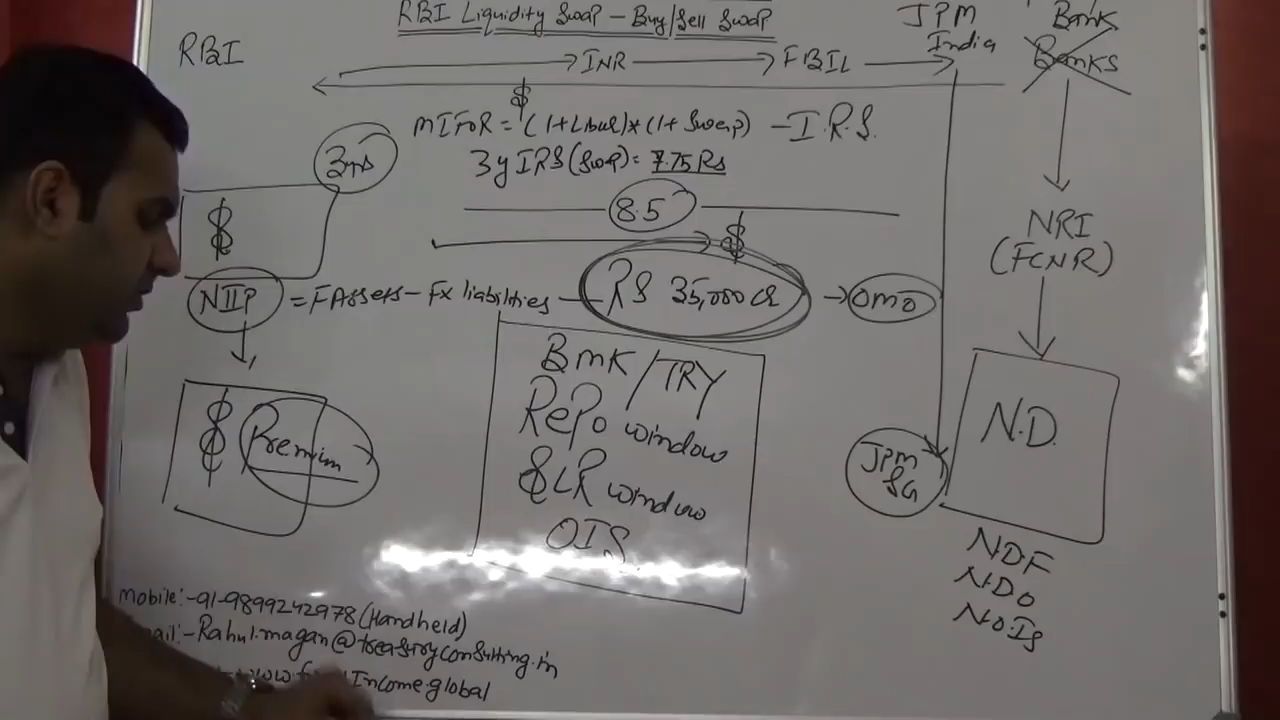 RBI Liquidity Swap - Buy/Sell Swap
RBI
JPM
India
Bank
Banks
INR
FBIL
$
MIFOR = (1+Libor)*(1+Swap) - I.R.S.
3y IRS (Swap) = 7.75 Rs
3ms
$
8.5
$
NRI
(FCNR)
NIIP = FAssets - Fx liabilities - RS 35,000 CR → OMO
$ Premium
BMK/TRY
Repo window
SLR window
OIS
JPM
SG
N.D.
NDF
NDO
NOIS
mobile:- 91-9899242978 (Handheld)
ail:- Rahul.magan@treasuryconsulting.in
Income.global